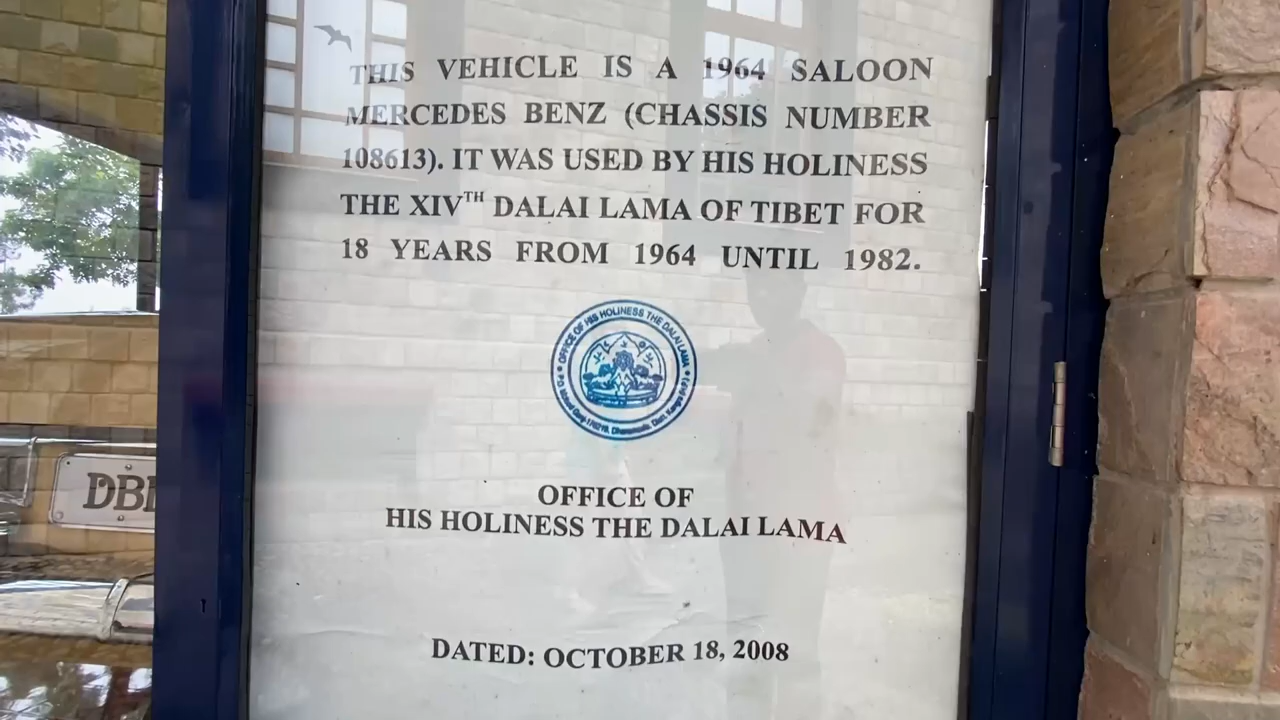 THIS VEHICLE IS A 1964 SALOON
MERCEDES BENZ (CHASSIS NUMBER
108613). IT WAS USED BY HIS HOLINESS
THE XIVTH DALAI LAMA OF TIBET FOR
18 YEARS FROM 1964 UNTIL 1982.
OFFICE OF HIS HOLINESS THE DALAI LAMA
OFFICE OF
HIS HOLINESS THE DALAI LAMA
DATED: OCTOBER 18, 2008